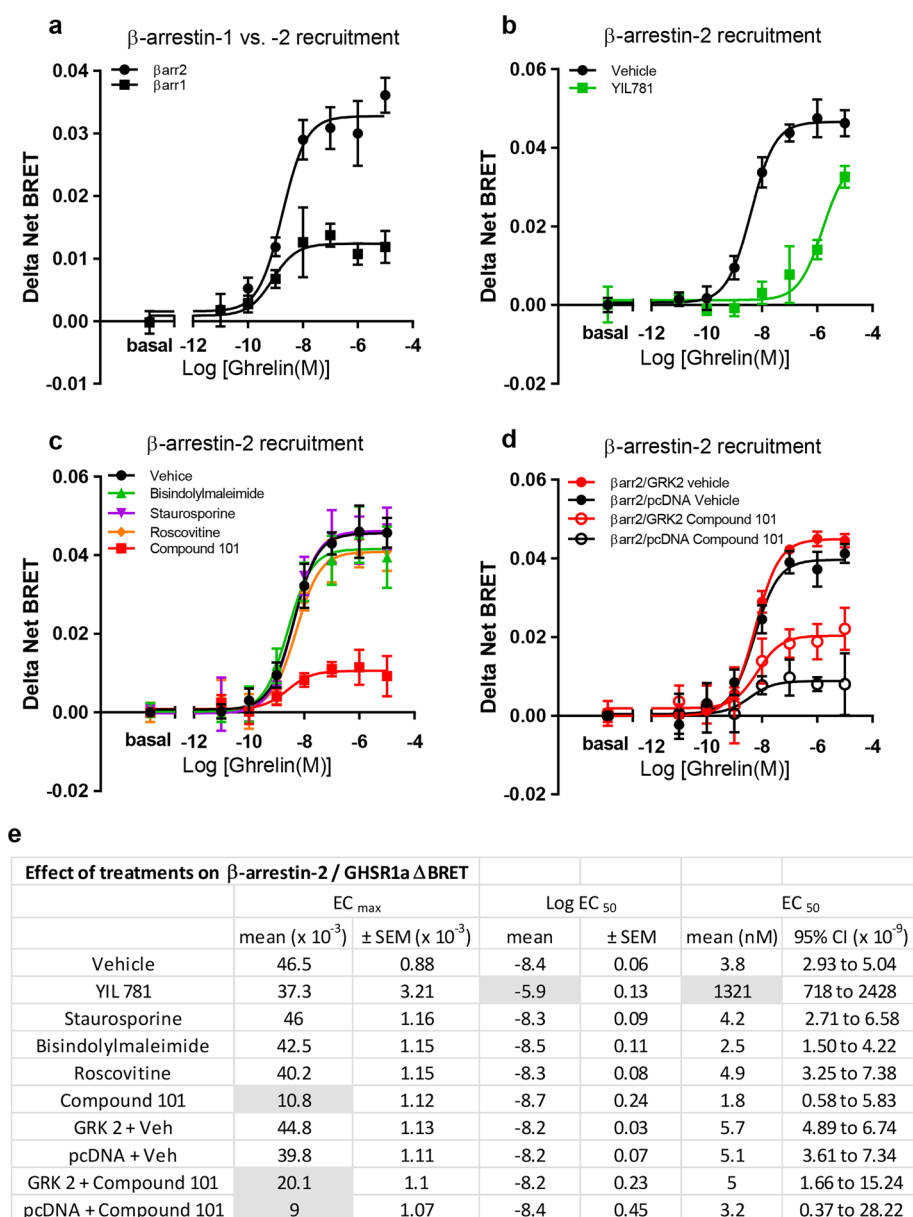 a
β-arrestin-1 vs. -2 recruitment
βarr2
βarr1
Delta Net BRET
0.04
0.03
0.02
0.01
0.00
-0.01
basal -12 -10 -8 -6 -4
Log [Ghrelin(M)]
b
β-arrestin-2 recruitment
Vehicle
YIL781
Delta Net BRET
0.06
0.04
0.02
0.00
-0.02
basal -12 -10 -8 -6 -4
Log [Ghrelin(M)]
c
β-arrestin-2 recruitment
Vehice
Bisindolylmaleimide
Staurosporine
Roscovitine
Compound 101
Delta Net BRET
0.06
0.04
0.02
0.00
-0.02
basal -12 -10 -8 -6 -4
Log [Ghrelin(M)]
d
β-arrestin-2 recruitment
βarr2/GRK2 vehicle
βarr2/pcDNA Vehicle
βarr2/GRK2 Compound 101
βarr2/pcDNA Compound 101
Delta Net BRET
0.06
0.04
0.02
0.00
-0.02
basal -12 -10 -8 -6 -4
Log [Ghrelin(M)]
e
Effect of treatments on β-arrestin-2 / GHSR1a Δ BRET
EC max Log EC 50 EC 50
mean (x 10-3) ± SEM (x 10-3) mean ± SEM mean (nM) 95% CI (x 10-9)
Vehicle 46.5 0.88 -8.4 0.06 3.8 2.93 to 5.04
YIL 781 37.3 3.21 -5.9 0.13 1321 718 to 2428
Staurosporine 46 1.16 -8.3 0.09 4.2 2.71 to 6.58
Bisindolylmaleimide 42.5 1.15 -8.5 0.11 2.5 1.50 to 4.22
Roscovitine 40.2 1.15 -8.3 0.08 4.9 3.25 to 7.38
Compound 101 10.8 1.12 -8.7 0.24 1.8 0.58 to 5.83
GRK 2 + Veh 44.8 1.13 -8.2 0.03 5.7 4.89 to 6.74
pcDNA + Veh 39.8 1.11 -8.2 0.07 5.1 3.61 to 7.34
GRK 2 + Compound 101 20.1 1.1 -8.2 0.23 5 1.66 to 15.24
pcDNA + Compound 101 9 1.07 -8.4 0.45 3.2 0.37 to 28.22